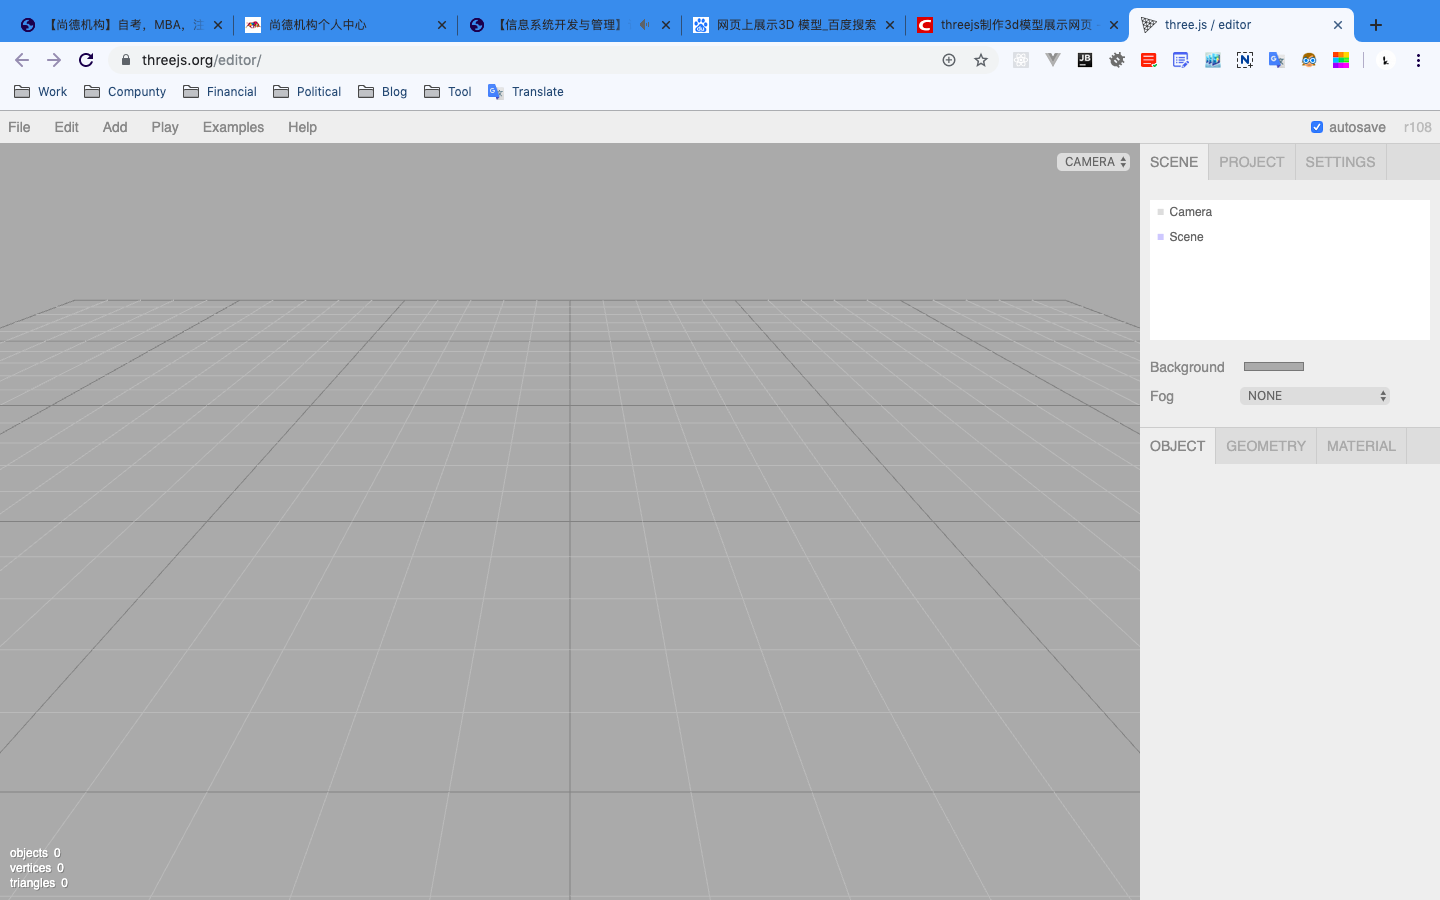 【尚德机构】自考，MBA，注
尚德机构个人中心
【信息系统开发与管理】
网页上展示3D 模型_百度搜索
threejs制作3d模型展示网页 -
three.js / editor
threejs.org/editor/
Work
Compunty
Financial
Political
Blog
Tool
Translate
File
Edit
Add
Play
Examples
Help
autosave
r108
CAMERA
SCENE
PROJECT
SETTINGS
Camera
Scene
Background
Fog
NONE
OBJECT
GEOMETRY
MATERIAL
objects 0
vertices 0
triangles 0